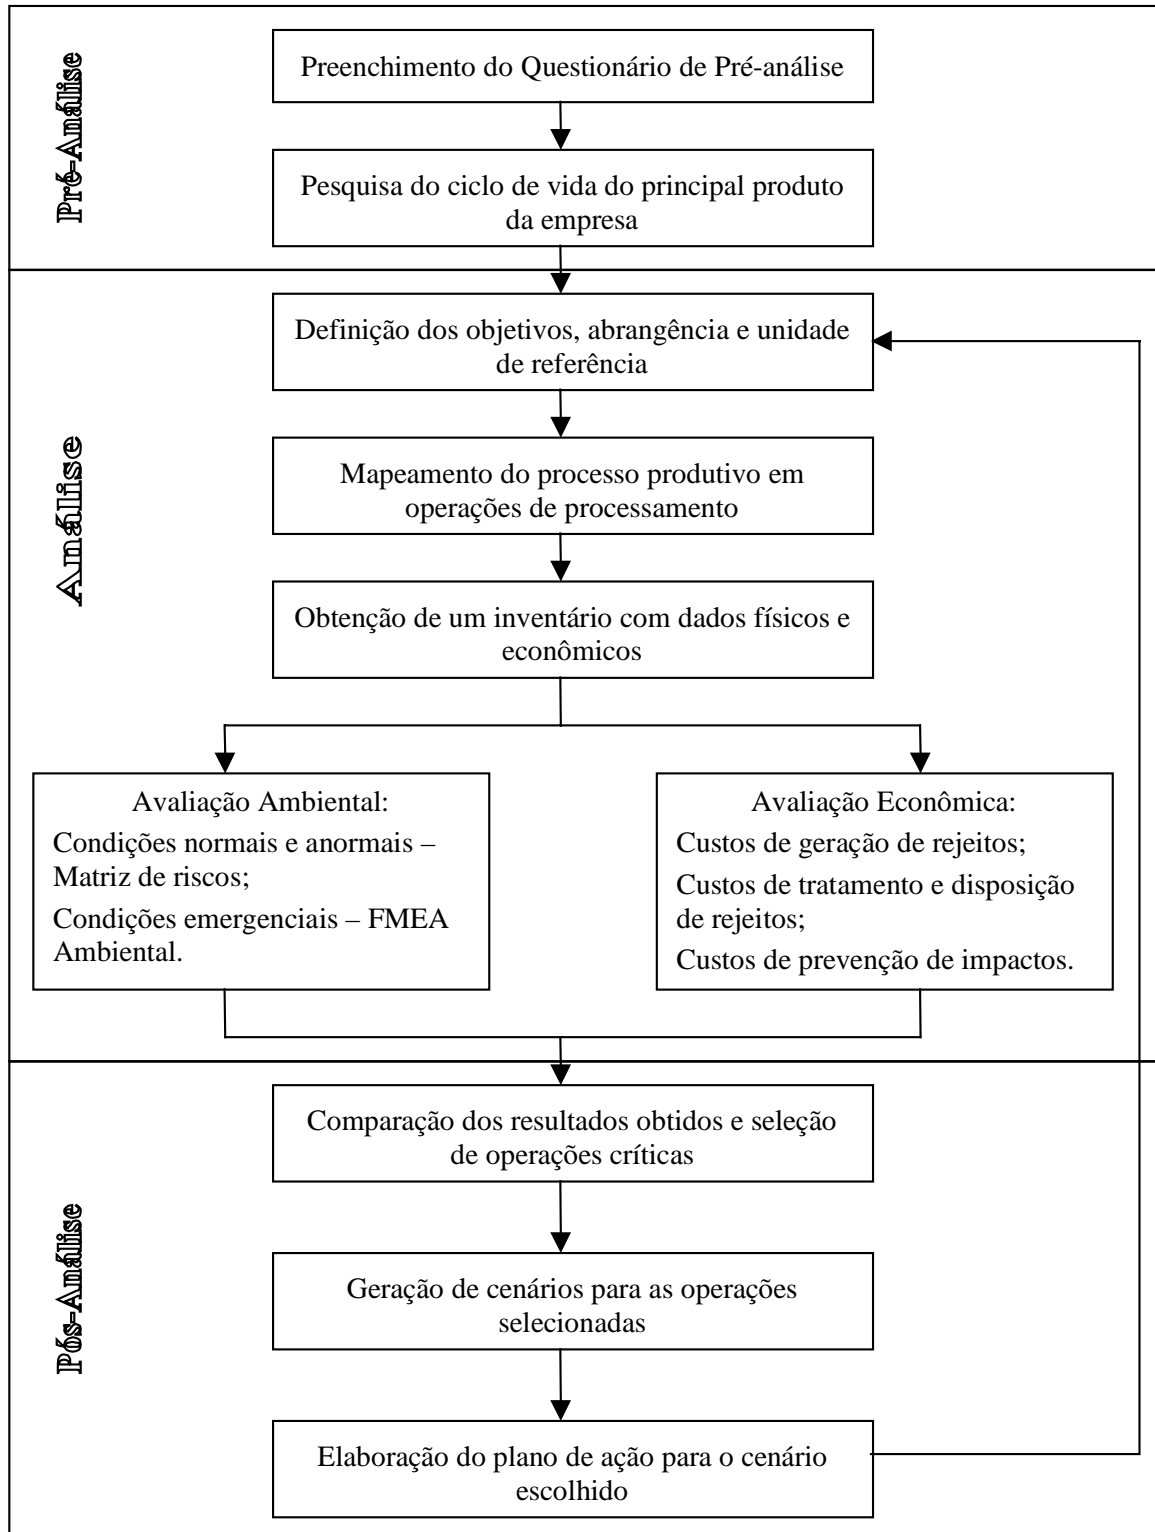 Pré-Análise
Preenchimento do Questionário de Pré-análise
Pesquisa do ciclo de vida do principal produto
da empresa
Análise
Definição dos objetivos, abrangência e unidade
de referência
Mapeamento do processo produtivo em
operações de processamento
Obtenção de um inventário com dados físicos e
econômicos
Avaliação Ambiental:
Condições normais e anormais –
Matriz de riscos;
Condições emergenciais – FMEA
Ambiental.
Avaliação Econômica:
Custos de geração de rejeitos;
Custos de tratamento e disposição
de rejeitos;
Custos de prevenção de impactos.
Pós-Análise
Comparação dos resultados obtidos e seleção
de operações críticas
Geração de cenários para as operações
selecionadas
Elaboração do plano de ação para o cenário
escolhido